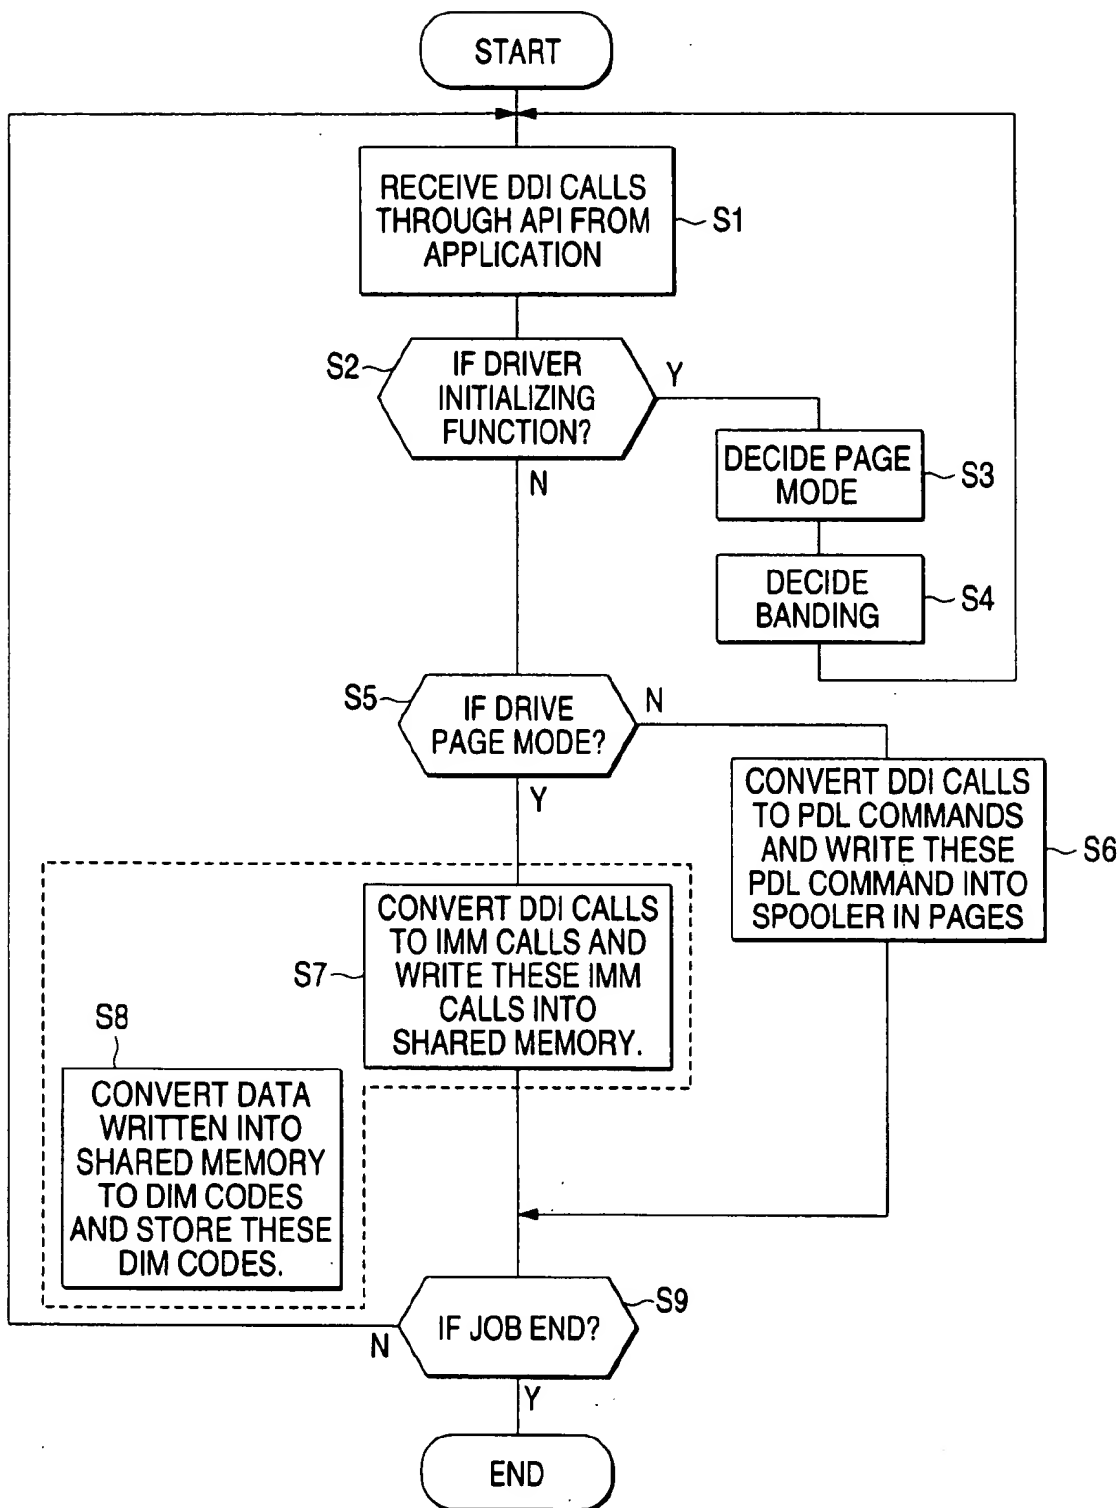 START
RECEIVE DDI CALLS
THROUGH API FROM
APPLICATION
S1
S2
IF DRIVER
INITIALIZING
FUNCTION?
Y
N
DECIDE PAGE
MODE
S3
DECIDE
BANDING
S4
S5
IF DRIVE
PAGE MODE?
N
Y
CONVERT DDI CALLS
TO PDL COMMANDS
AND WRITE THESE
PDL COMMAND INTO
SPOOLER IN PAGES
S6
S7
CONVERT DDI CALLS
TO IMM CALLS AND
WRITE THESE IMM
CALLS INTO
SHARED MEMORY.
S8
CONVERT DATA
WRITTEN INTO
SHARED MEMORY
TO DIM CODES
AND STORE THESE
DIM CODES.
IF JOB END?
S9
N
Y
END